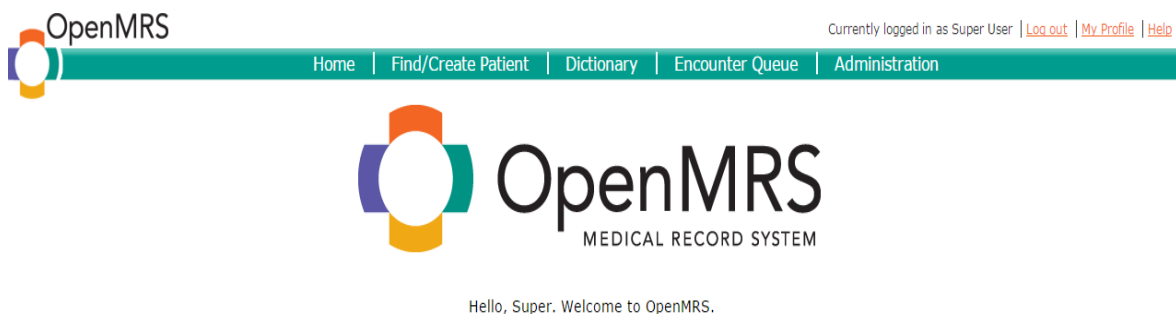 OpenMRS
Currently logged in as Super User | Log out | My Profile | Help
Home | Find/Create Patient | Dictionary | Encounter Queue | Administration
OpenMRS
MEDICAL RECORD SYSTEM
Hello, Super. Welcome to OpenMRS.